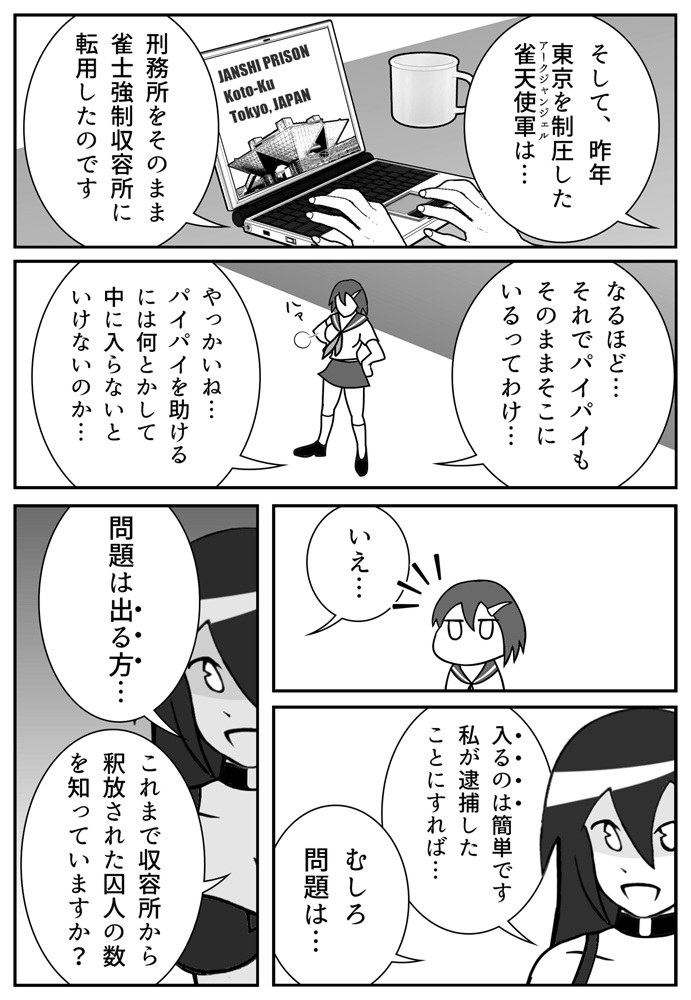 そして、昨年
東京を制圧した
アークジャンジェル
雀天使軍は…
JANSHI PRISON
Koto-Ku
Tokyo, JAPAN
刑務所をそのまま
雀士強制収容所に
転用したのです
なるほど…
それでパイパイも
そのままそこに
いるってわけ…
ハァ
やっかいね…
パイパイを助ける
には何とかして
中に入らないと
いけないのか…
いえ…
入るのは簡単です
私が逮捕した
ことにすれば…
むしろ
問題は…
問題は出る方…
これまで収容所から
釈放された囚人の数
を知っていますか?